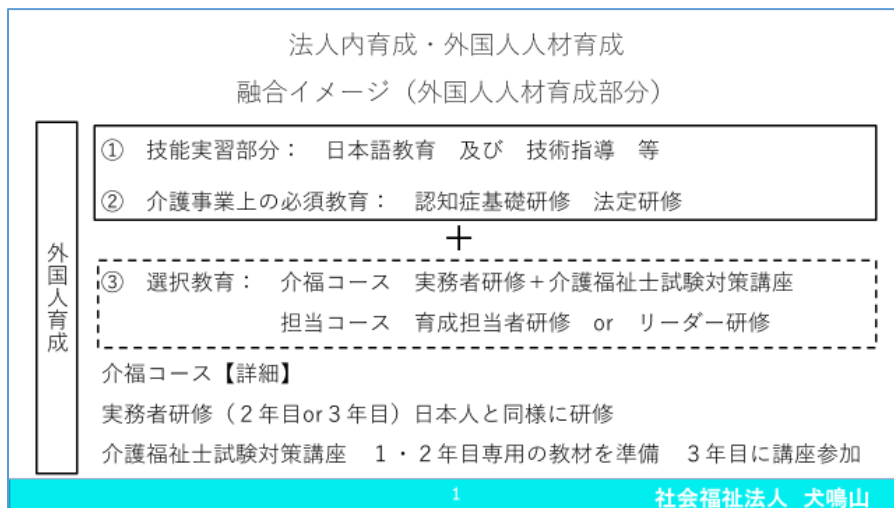 法人内育成・外国人人材育成
融合イメージ（外国人人材育成部分）
外国人育成
① 技能実習部分： 日本語教育 及び 技術指導 等
② 介護事業上の必須教育： 認知症基礎研修 法定研修
＋
③ 選択教育： 介福コース 実務者研修＋介護福祉士試験対策講座
担当コース 育成担当者研修 or リーダー研修
介福コース【詳細】
実務者研修（２年目or３年目）日本人と同様に研修
介護福祉士試験対策講座 １・２年目専用の教材を準備 ３年目に講座参加
1
社会福祉法人 犬鳴山